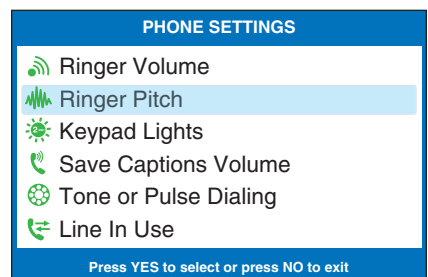 PHONE SETTINGS
Ringer Volume
Ringer Pitch
Keypad Lights
Save Captions Volume
Tone or Pulse Dialing
Line In Use
Press YES to select or press NO to exit